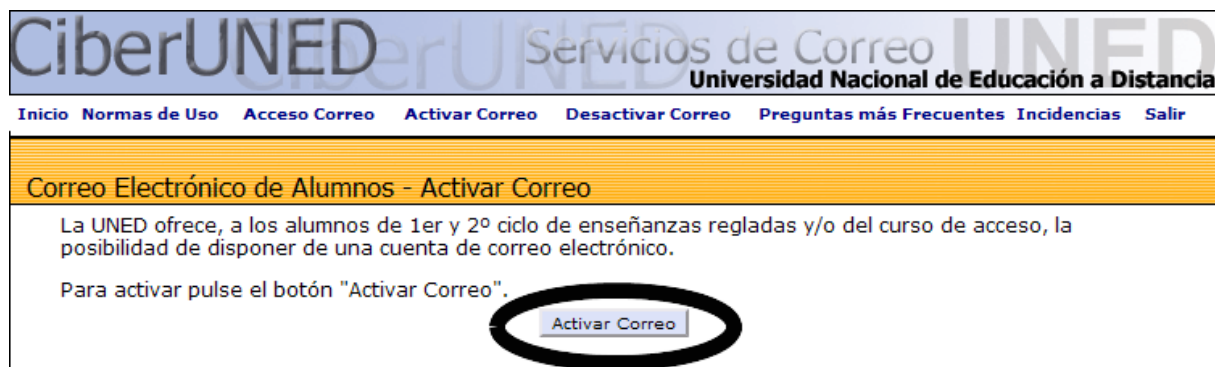 CiberUNED Servicios de Correo UNED
Universidad Nacional de Educación a Distancia
Inicio Normas de Uso Acceso Correo Activar Correo Desactivar Correo Preguntas más Frecuentes Incidencias Salir
Correo Electrónico de Alumnos - Activar Correo
La UNED ofrece, a los alumnos de 1er y 2º ciclo de enseñanzas regladas y/o del curso de acceso, la
posibilidad de disponer de una cuenta de correo electrónico.
Para activar pulse el botón "Activar Correo".
Activar Correo